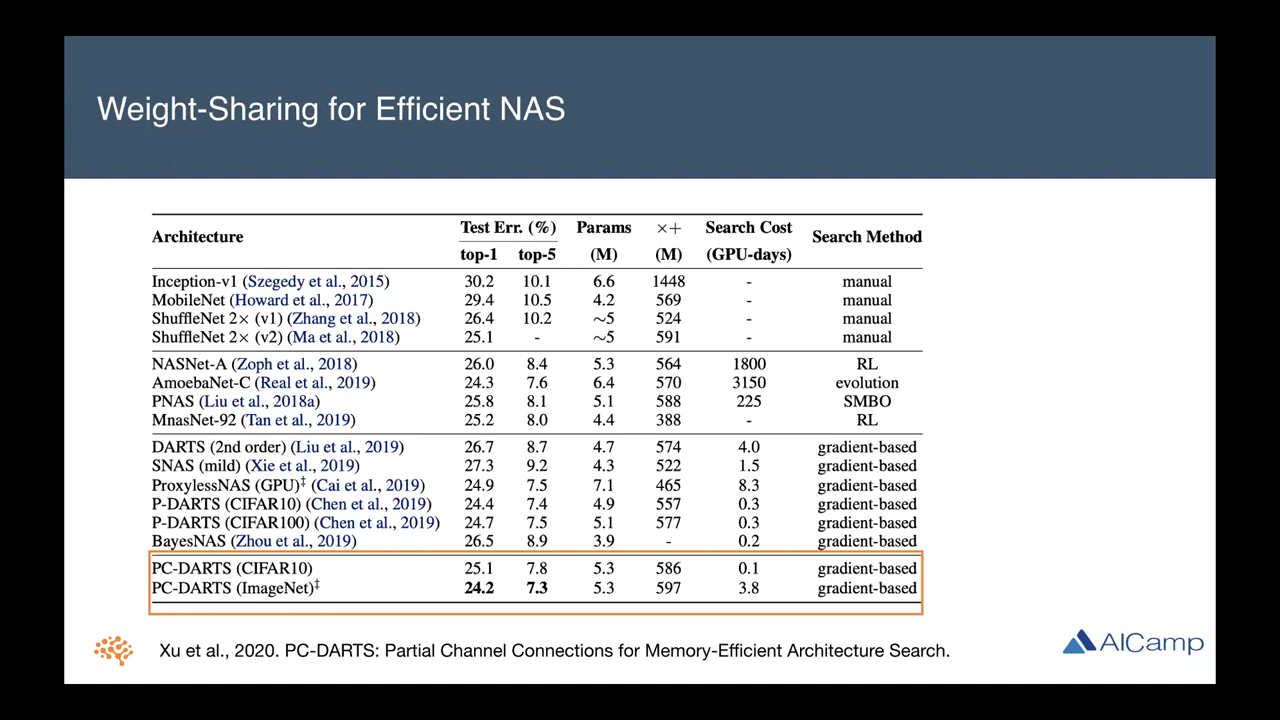 Weight-Sharing for Efficient NAS
Architecture Test Err. (%) Params ×+ Search Cost Search Method
top-1 top-5 (M) (M) (GPU-days)
Inception-v1 (Szegedy et al., 2015) 30.2 10.1 6.6 1448 - manual
MobileNet (Howard et al., 2017) 29.4 10.5 4.2 569 - manual
ShuffleNet 2× (v1) (Zhang et al., 2018) 26.4 10.2 ~5 524 - manual
ShuffleNet 2× (v2) (Ma et al., 2018) 25.1 - ~5 591 - manual
NASNet-A (Zoph et al., 2018) 26.0 8.4 5.3 564 1800 RL
AmoebaNet-C (Real et al., 2019) 24.3 7.6 6.4 570 3150 evolution
PNAS (Liu et al., 2018a) 25.8 8.1 5.1 588 225 SMBO
MnasNet-92 (Tan et al., 2019) 25.2 8.0 4.4 388 - RL
DARTS (2nd order) (Liu et al., 2019) 26.7 8.7 4.7 574 4.0 gradient-based
SNAS (mild) (Xie et al., 2019) 27.3 9.2 4.3 522 1.5 gradient-based
ProxylessNAS (GPU)‡ (Cai et al., 2019) 24.9 7.5 7.1 465 8.3 gradient-based
P-DARTS (CIFAR10) (Chen et al., 2019) 24.4 7.4 4.9 557 0.3 gradient-based
P-DARTS (CIFAR100) (Chen et al., 2019) 24.7 7.5 5.1 577 0.3 gradient-based
BayesNAS (Zhou et al., 2019) 26.5 8.9 3.9 - 0.2 gradient-based
PC-DARTS (CIFAR10) 25.1 7.8 5.3 586 0.1 gradient-based
PC-DARTS (ImageNet)‡ 24.2 7.3 5.3 597 3.8 gradient-based
Xu et al., 2020. PC-DARTS: Partial Channel Connections for Memory-Efficient Architecture Search.
AICamp